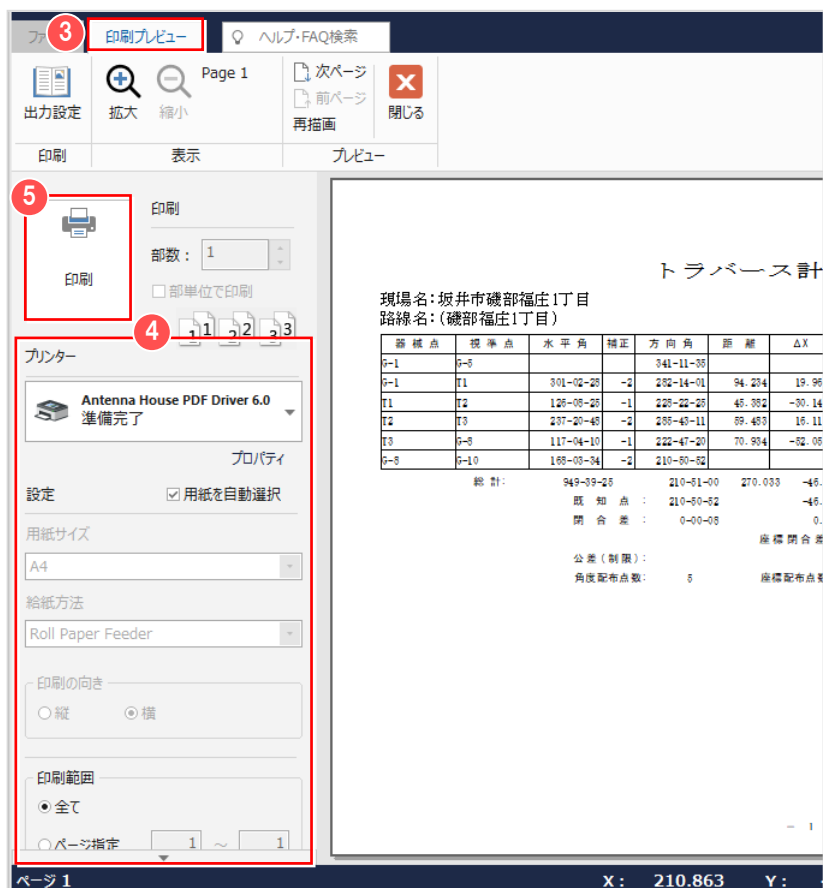 3
ファ
印刷プレビュー
ヘルプ・FAQ検索
出力設定
拡大
縮小
Page 1
次ページ
前ページ
再描画
閉じる
印刷
表示
プレビュー
5
印刷
印刷
部数：
1
部単位で印刷
1 1 2 2 3 3
4
プリンター
Antenna House PDF Driver 6.0
準備完了
プロパティ
設定
用紙を自動選択
用紙サイズ
A4
給紙方法
Roll Paper Feeder
印刷の向き
縦
横
印刷範囲
全て
ページ指定 1 ～ 1
トラバース計
現場名:坂井市磯部福庄1丁目
路線名:(磯部福庄1丁目)
器械点 視準点 水平角 補正 方向角 距離 ΔX
G-1 G-5 341-11-35
G-1 T1 301-02-28 -2 282-14-01 94.234 19.96
T1 T2 126-08-25 -1 228-22-25 45.382 -30.14
T2 T3 237-20-48 -2 285-43-11 59.483 16.11
T3 G-8 117-04-10 -1 222-47-20 70.934 -52.05
G-8 G-10 168-03-34 -2 210-50-52
総計: 949-39-25 210-51-00 270.033 -46.
既知点 : 210-50-52 -46.
閉合差 : 0-00-08 0.
座標閉合差
公差(制限):
角度配布点数: 5 座標配布点数
- 1
ページ 1
X : 210.863 Y :